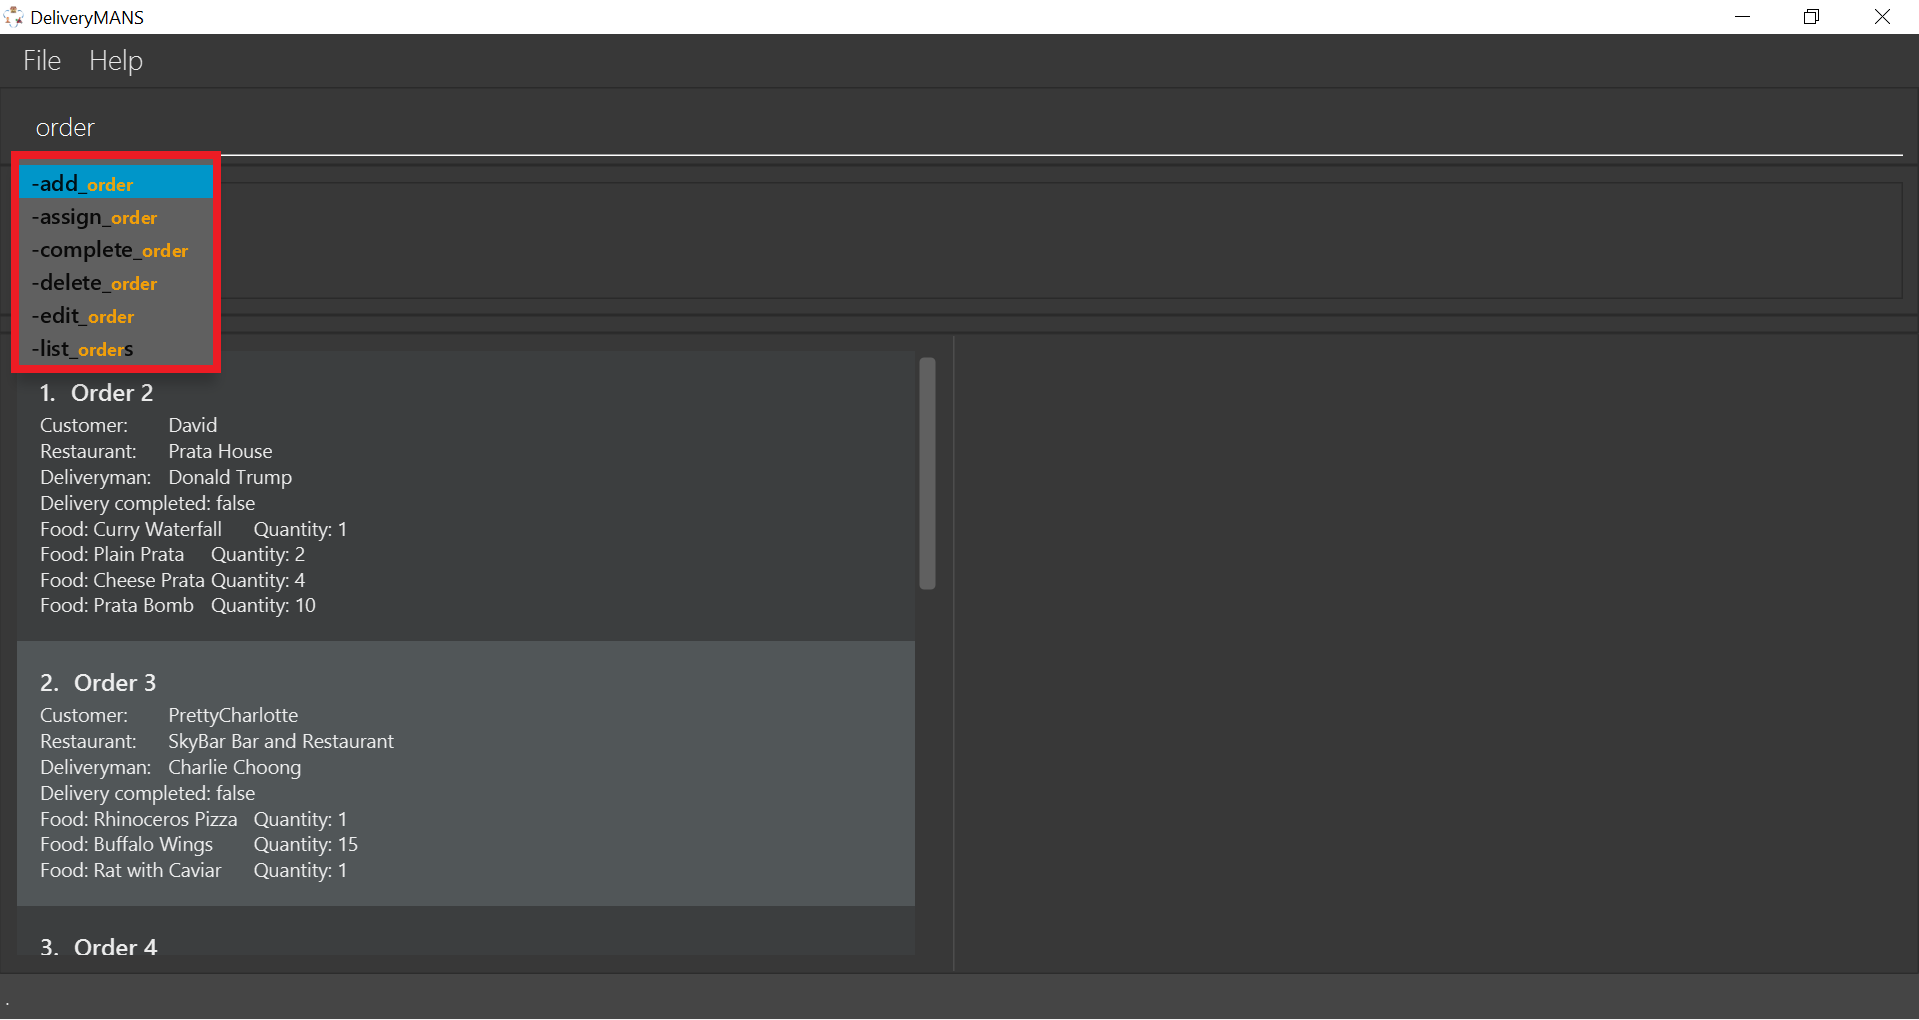 DeliveryMANS
File Help
order
-add_order
-assign_order
-complete_order
-delete_order
-edit_order
-list_orders
1. Order 2
Customer: David
Restaurant: Prata House
Deliveryman: Donald Trump
Delivery completed: false
Food: Curry Waterfall Quantity: 1
Food: Plain Prata Quantity: 2
Food: Cheese Prata Quantity: 4
Food: Prata Bomb Quantity: 10
2. Order 3
Customer: PrettyCharlotte
Restaurant: SkyBar Bar and Restaurant
Deliveryman: Charlie Choong
Delivery completed: false
Food: Rhinoceros Pizza Quantity: 1
Food: Buffalo Wings Quantity: 15
Food: Rat with Caviar Quantity: 1
3. Order 4
.